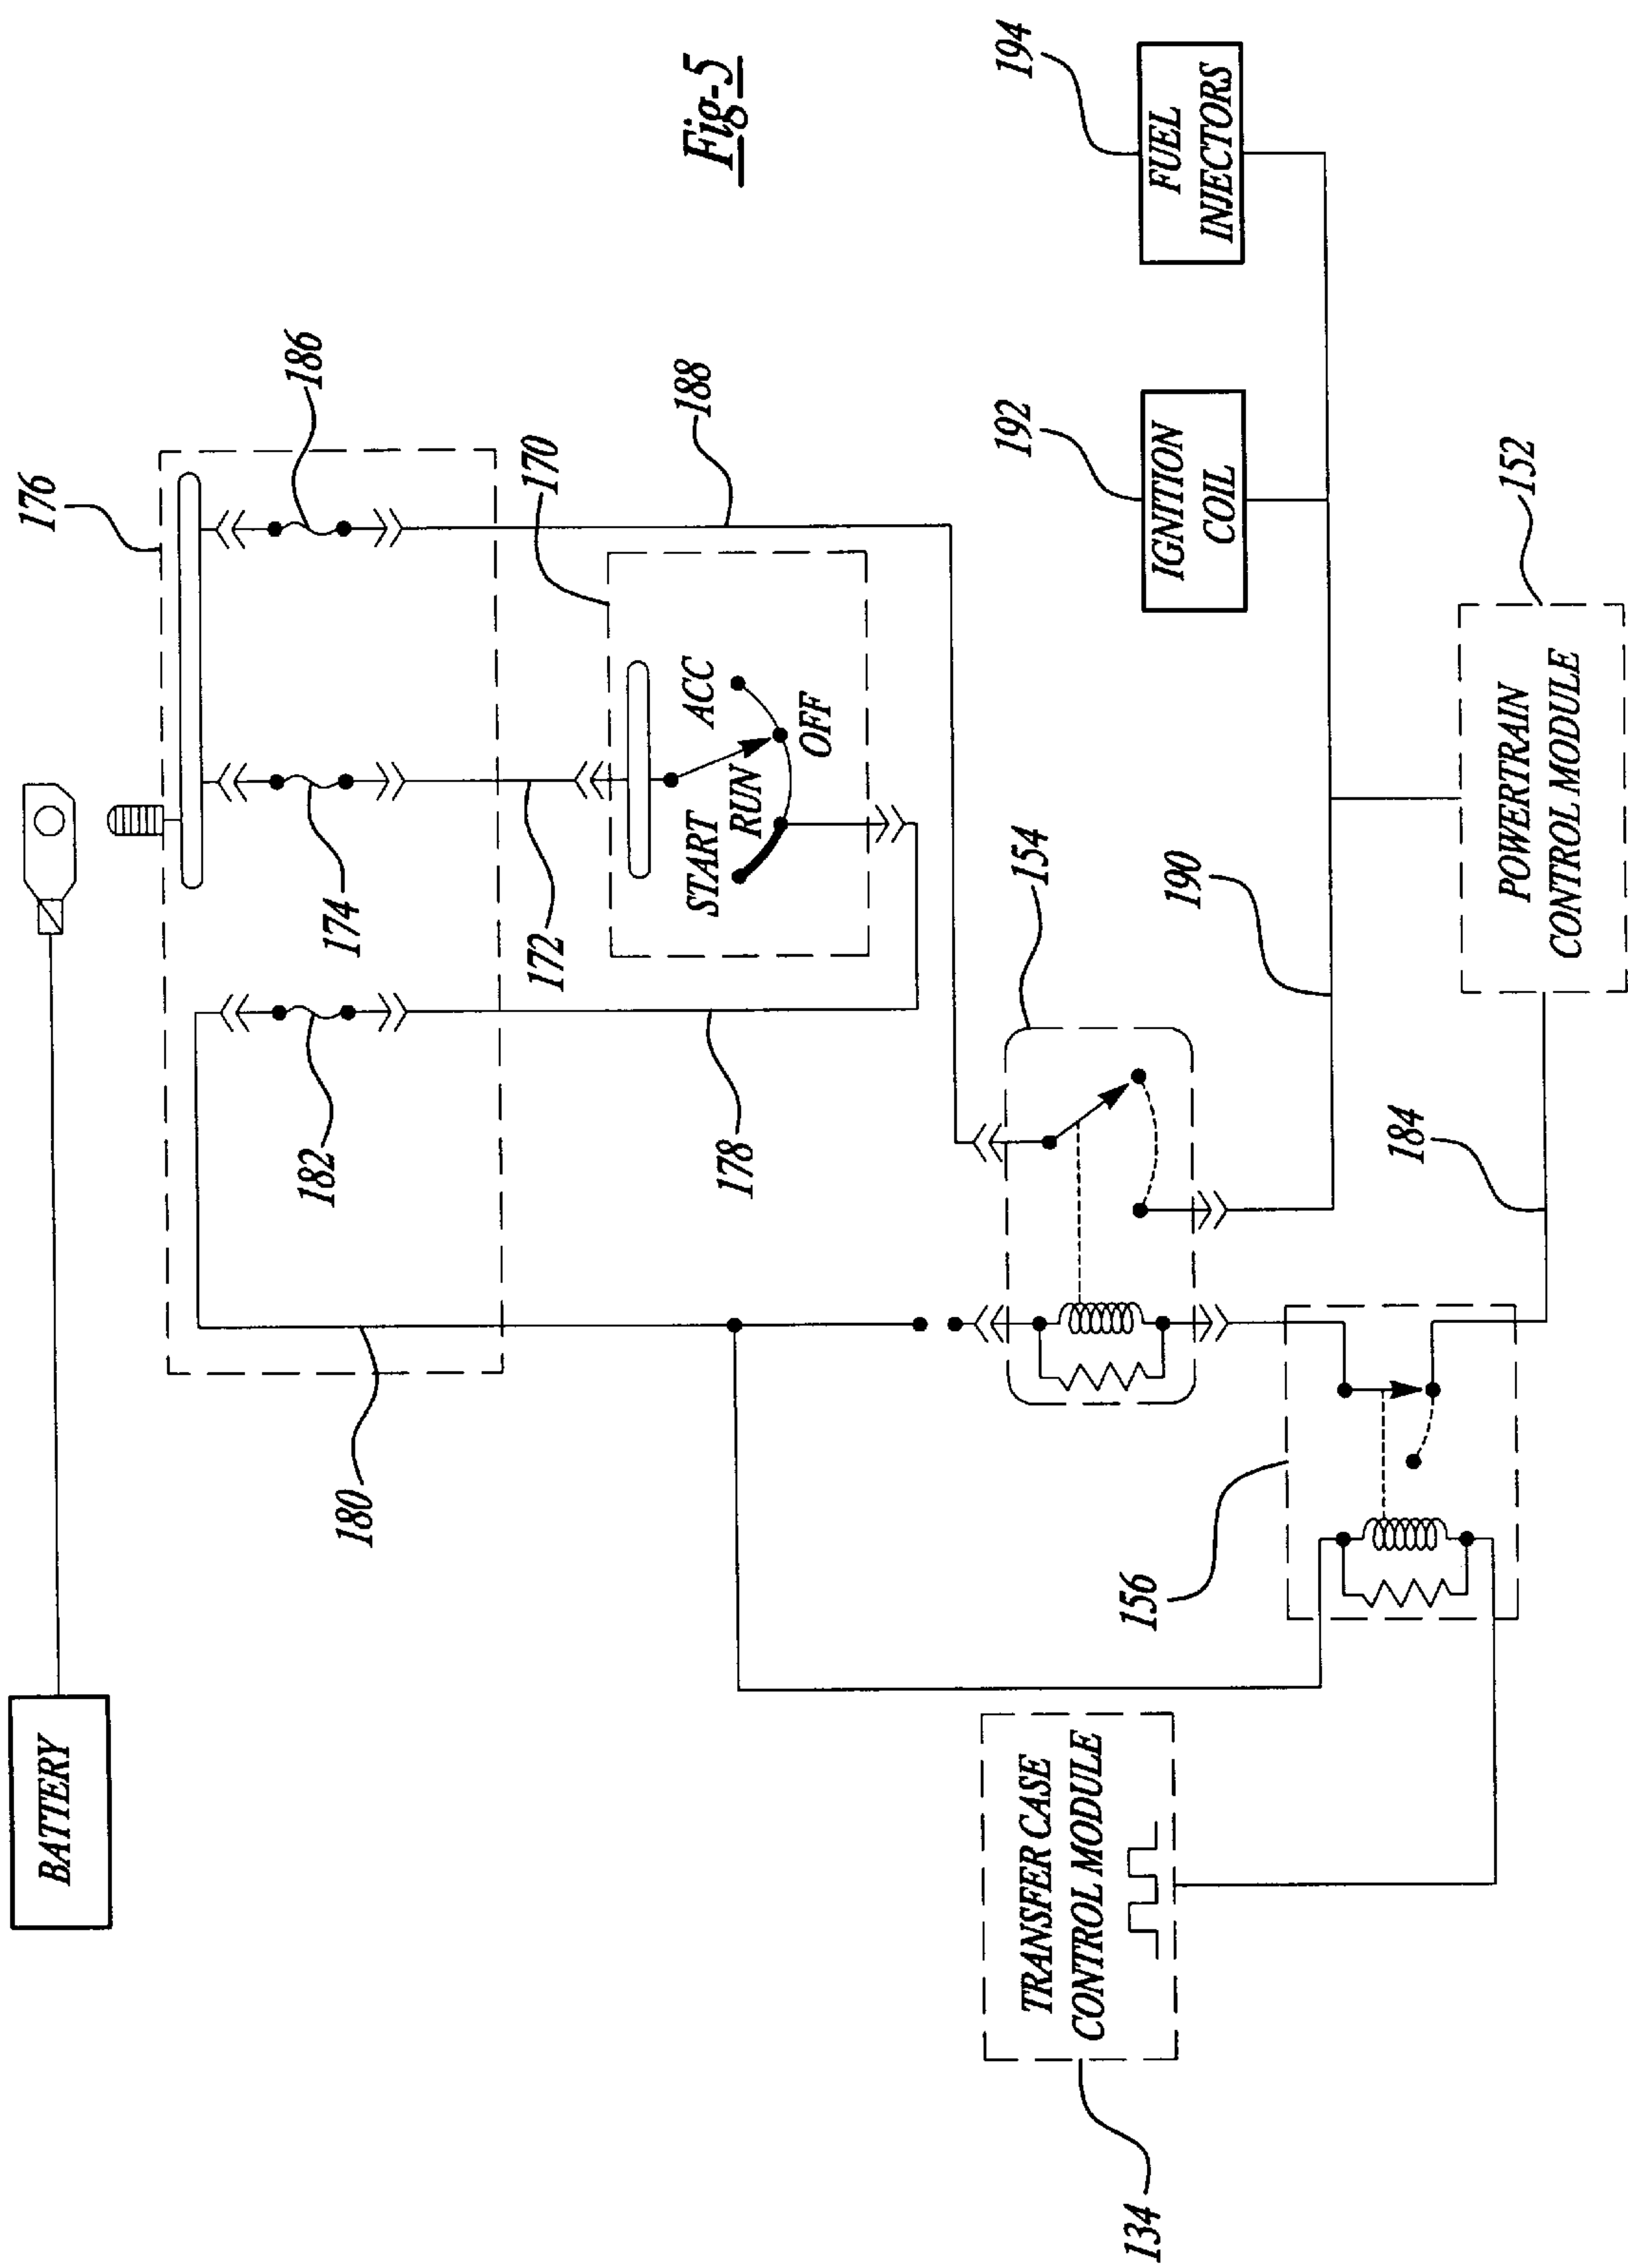 Fig-5
BATTERY
176
186
174
182
180
172
170
188
178
START
RUN
ACC
OFF
154
156
134
TRANSFER CASE
CONTROL MODULE
190
184
192
IGNITION
COIL
194
FUEL
INJECTORS
152
POWERTRAIN
CONTROL MODULE